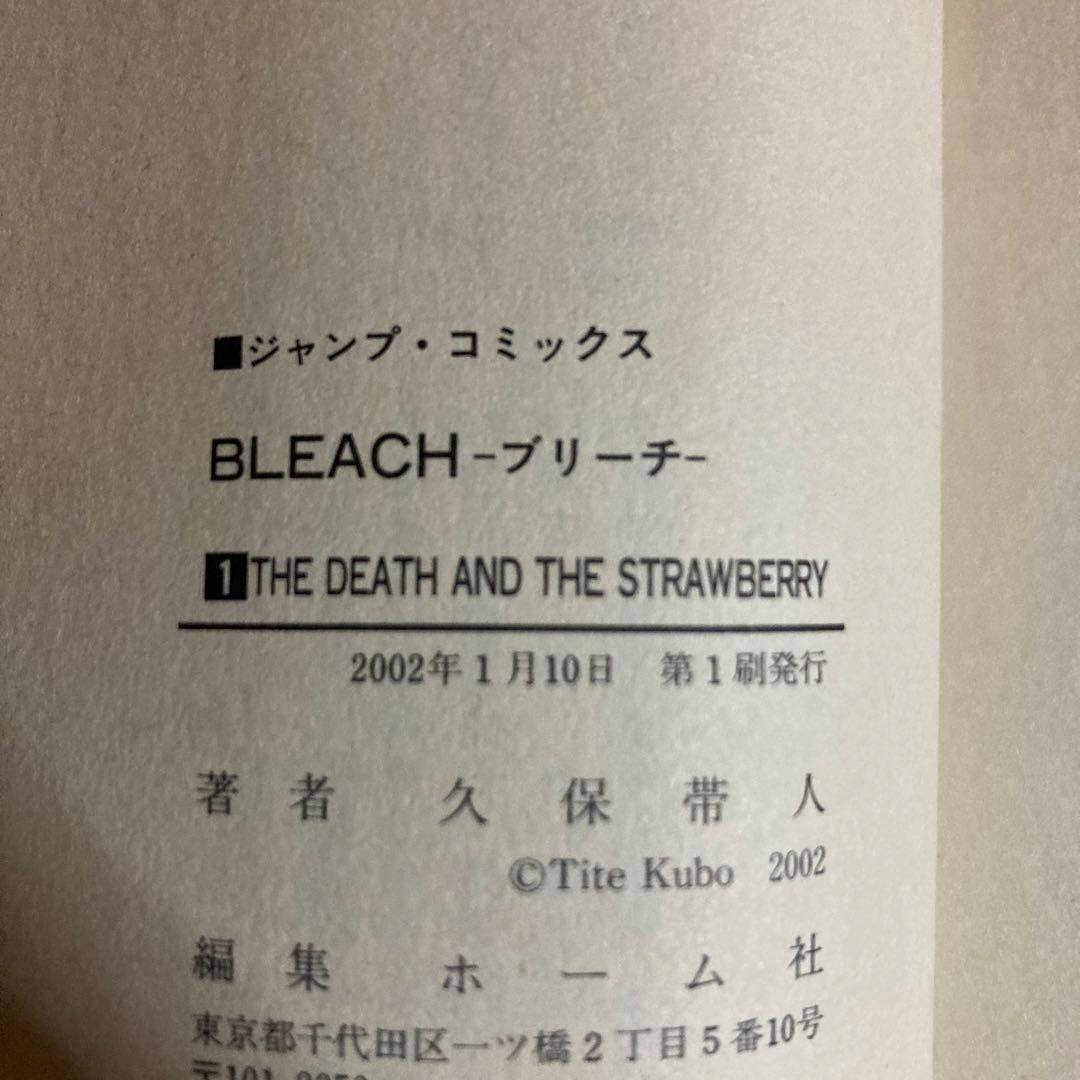 ■ジャンプ・コミックス
BLEACH-ブリーチ-
1 THE DEATH AND THE STRAWBERRY
2002年1月10日 第1刷発行
著者 久保帯人
©Tite Kubo 2002
編集 ホーム社
東京都千代田区一ツ橋2丁目5番10号
〒101